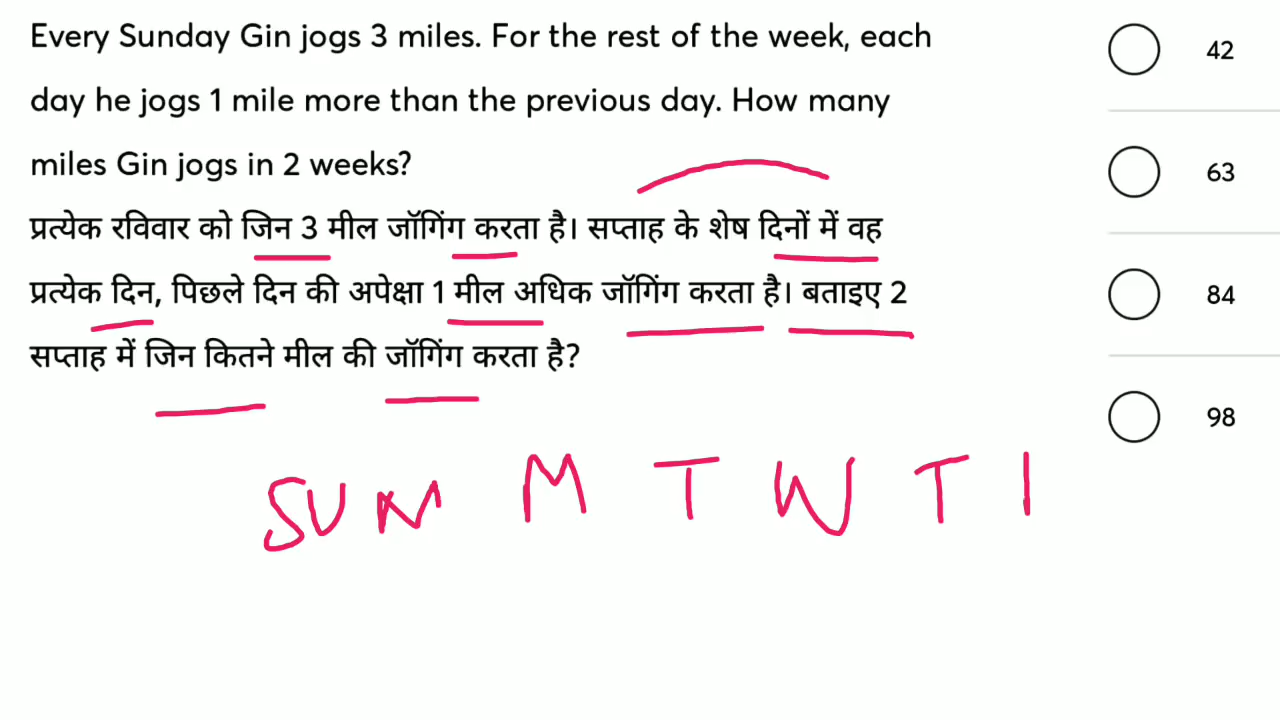 Every Sunday Gin jogs 3 miles. For the rest of the week, each
day he jogs 1 mile more than the previous day. How many
miles Gin jogs in 2 weeks?
प्रत्येक रविवार को जिन 3 मील जॉगिंग करता है। सप्ताह के शेष दिनों में वह
प्रत्येक दिन, पिछले दिन की अपेक्षा 1 मील अधिक जॉगिंग करता है। बताइए 2
सप्ताह में जिन कितने मील की जॉगिंग करता है?
42
63
84
98
SUN M T W T I